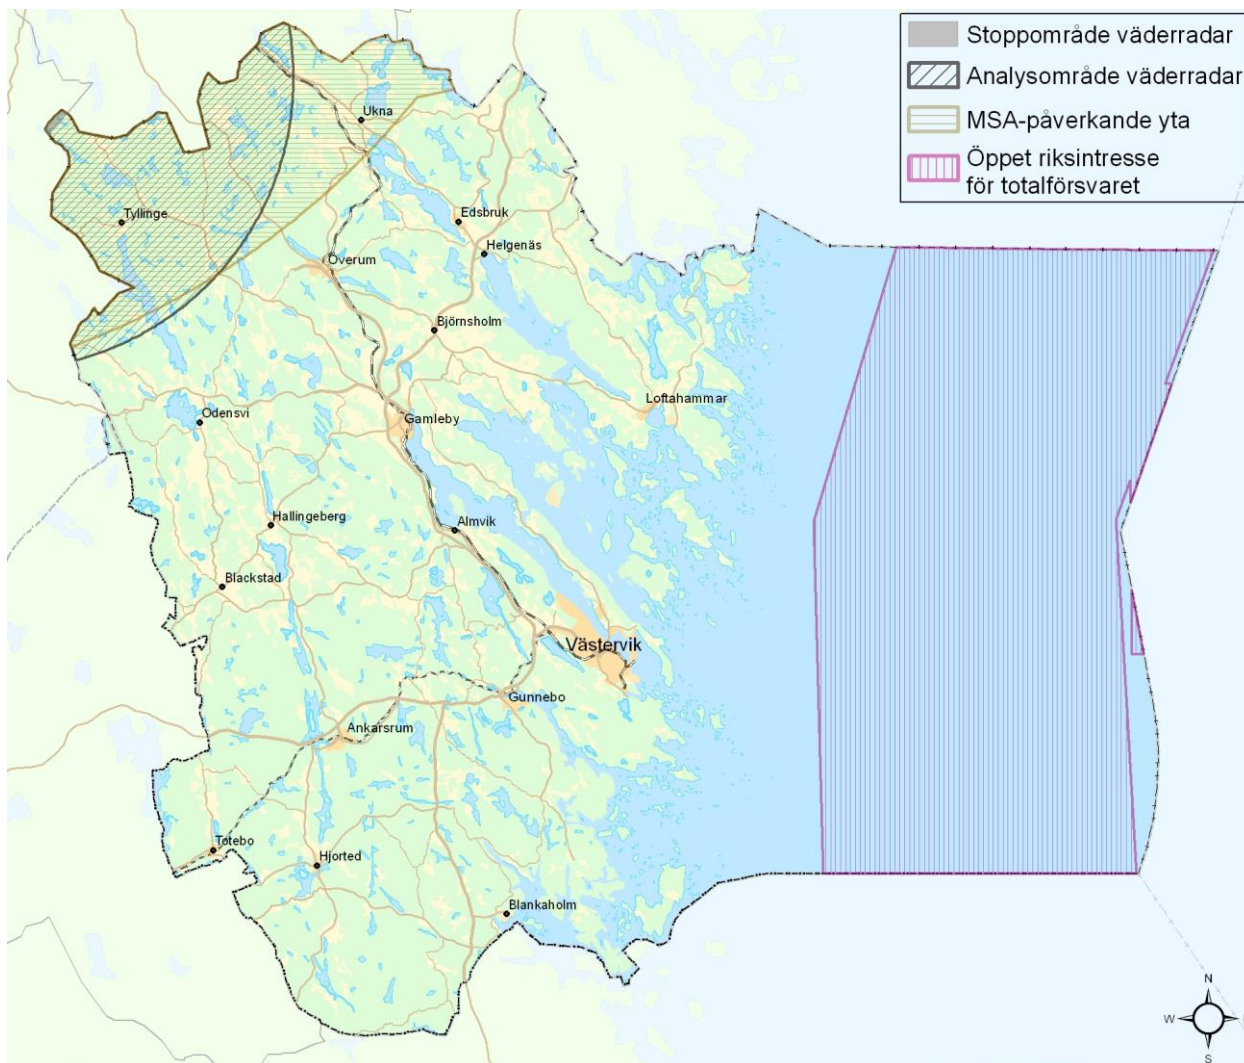 Stoppområde väderradar
Analysområde väderradar
MSA-påverkande yta
Öppet riksintresse
för totalförsvaret
Ukna
Tyllinge
Edsbruk
Helgenäs
Överum
Björnsholm
Loftahammar
Odensvi
Gamleby
Hallingeberg
Almvik
Blackstad
Västervik
Gunnebo
Ankarsrum
Totebo
Hjorted
Blankaholm
N
W
S